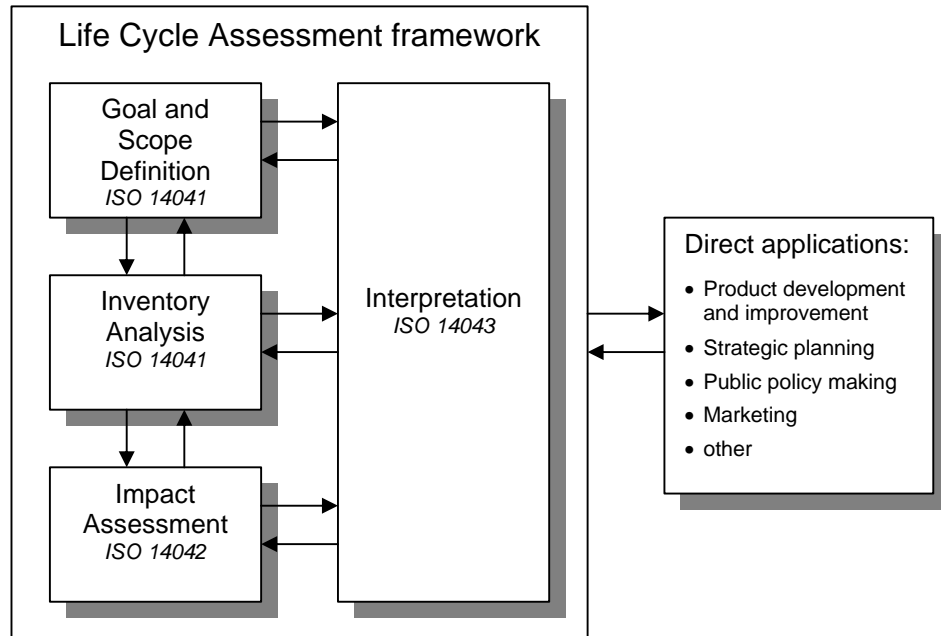 Life Cycle Assessment framework
Goal and
Scope
Definition
ISO 14041
Inventory
Analysis
ISO 14041
Impact
Assessment
ISO 14042
Interpretation
ISO 14043
Direct applications:
• Product development
and improvement
• Strategic planning
• Public policy making
• Marketing
• other